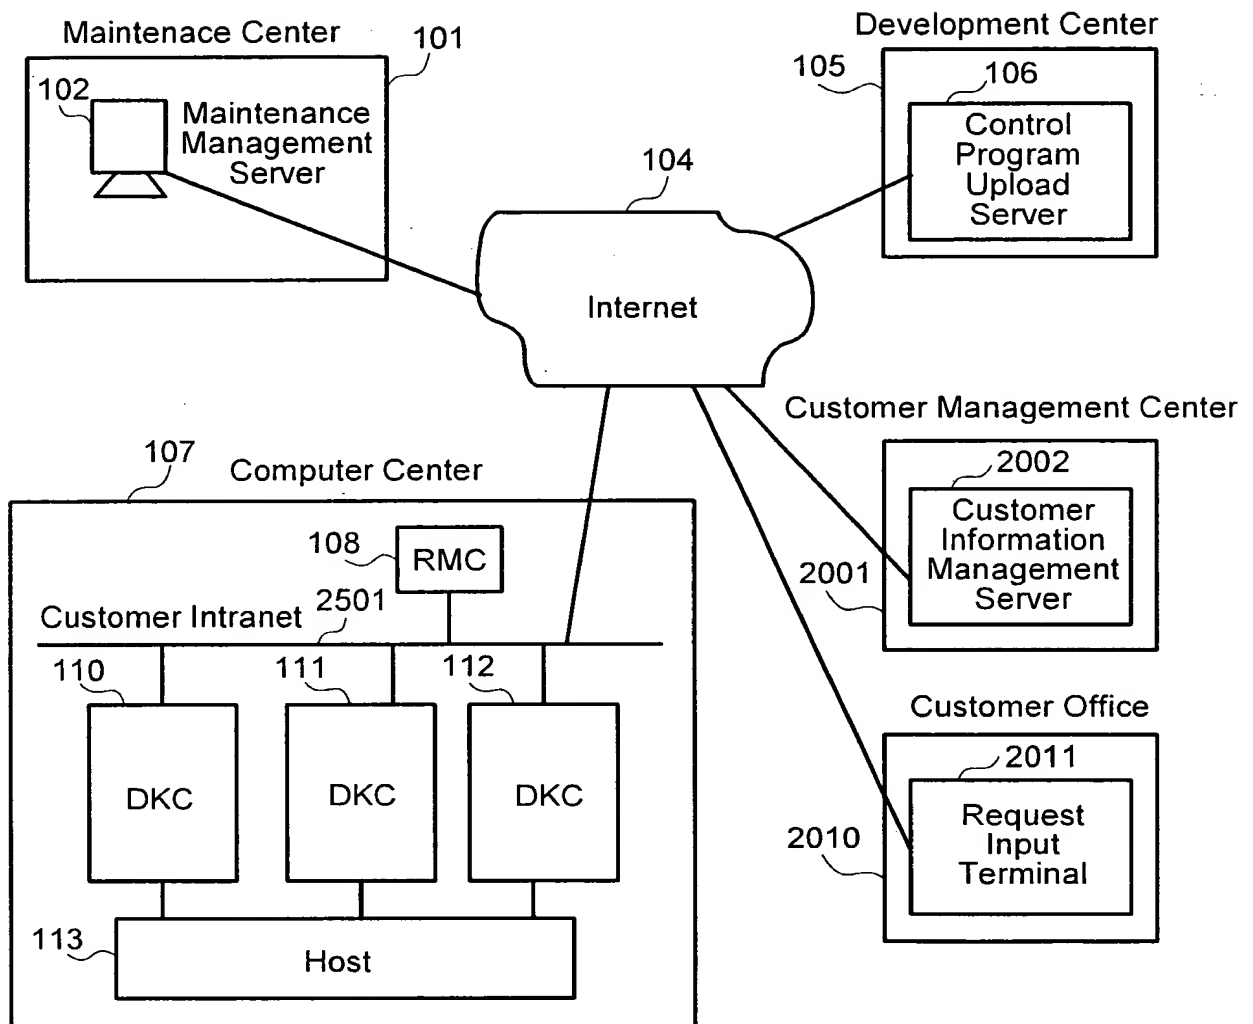 Maintenace Center
101
102
Maintenance
Management
Server
Development Center
105
106
Control
Program
Upload
Server
104
Internet
Customer Management Center
2002
Customer
Information
Management
Server
2001
107
Computer Center
108
RMC
Customer Intranet
2501
110
111
112
DKC
DKC
DKC
113
Host
Customer Office
2011
Request
Input
Terminal
2010